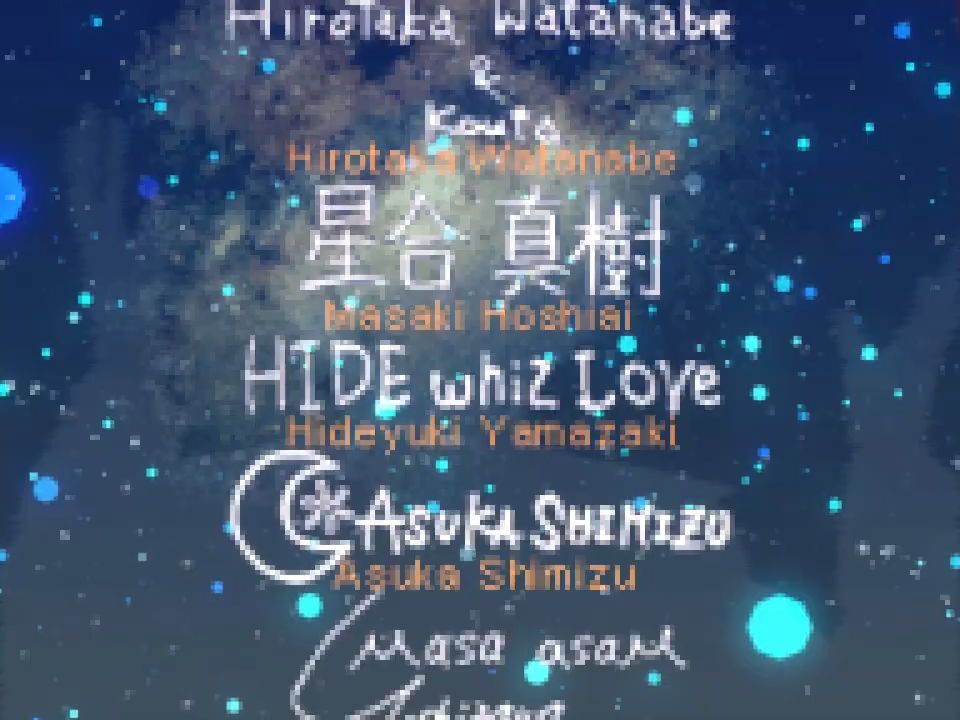 Hirotaka Watanabe
&
Kouta
Hirotaka Watanabe
星合 真樹
Masaki Hoshiai
HIDE whiz Love
Hideyuki Yamazaki
ASUKA SHIMIZU
Asuka Shimizu
Masa asam